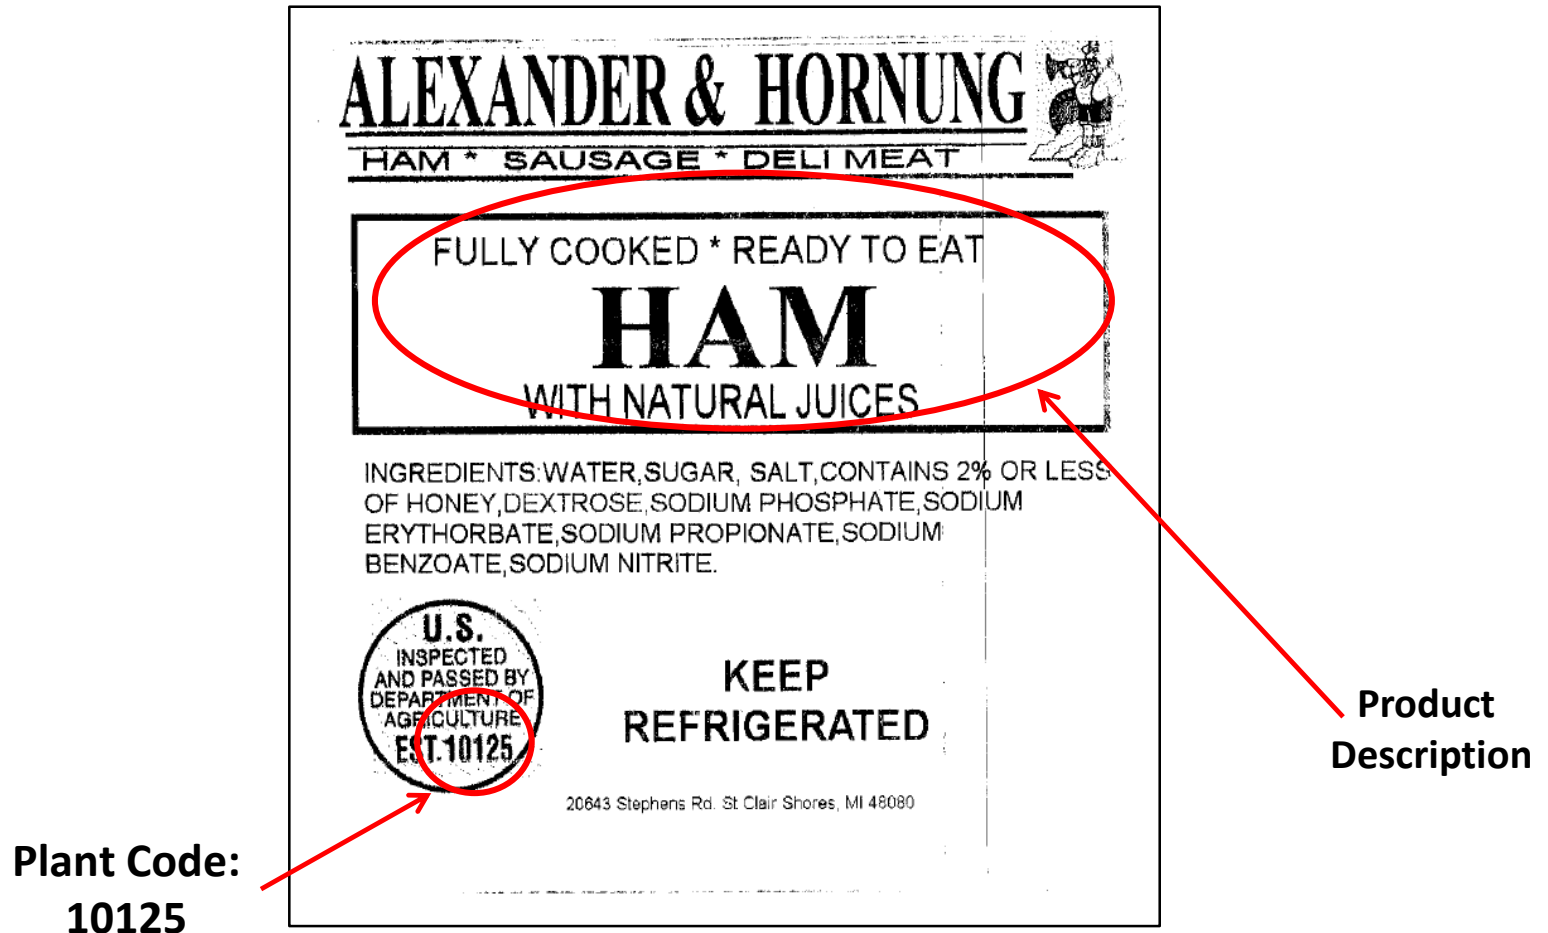 ALEXANDER & HORNUNG
HAM * SAUSAGE * DELI MEAT
FULLY COOKED * READY TO EAT
HAM
WITH NATURAL JUICES
INGREDIENTS:WATER,SUGAR, SALT,CONTAINS 2% OR LESS
OF HONEY,DEXTROSE,SODIUM PHOSPHATE,SODIUM
ERYTHORBATE,SODIUM PROPIONATE,SODIUM
BENZOATE,SODIUM NITRITE.
U.S.
INSPECTED
AND PASSED BY
DEPARTMENT OF
AGRICULTURE
EST.10125
KEEP
REFRIGERATED
20643 Stephens Rd. St Clair Shores, MI 48080
Product
Description
Plant Code:
10125